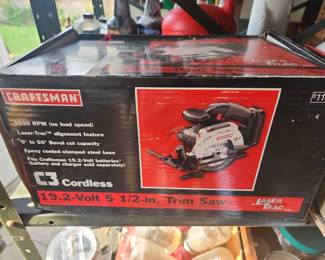 CRAFTSMAN
3500 RPM (no load speed)
Laser-Trac™ alignment feature
0° to 50° Bevel cut capacity
Epoxy coated stamped steel base
Fits Craftsman 19.2-Volt batteries*
(battery and charger sold separately)
C3 Cordless
19.2-Volt 5 1/2-in. Trim Saw
LASER TRAC